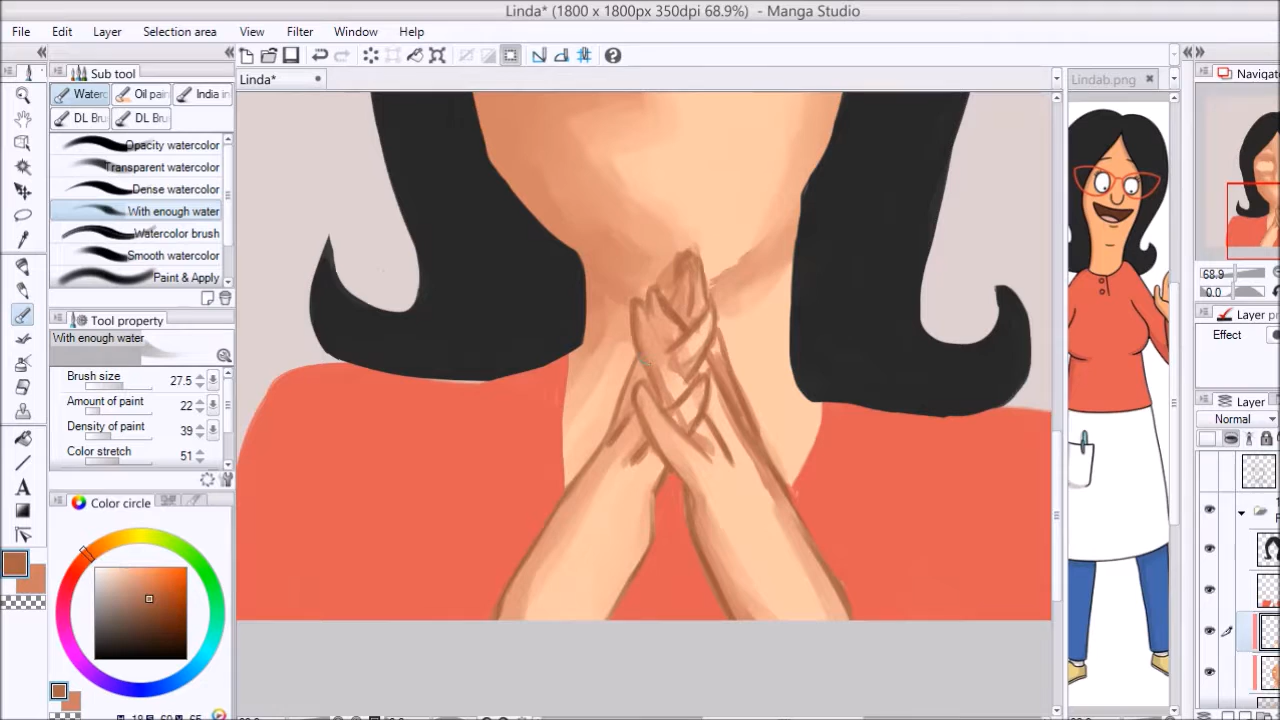 Linda* (1800 x 1800px 350dpi 68.9%) - Manga Studio
File Edit Layer Selection area View Filter Window Help
Sub tool
Linda*
Lindab.png
Navigat
Waterc Oil pain India in
DL Bru DL Bru
Opacity watercolor
Transparent watercolor
Dense watercolor
With enough water
Watercolor brush
Smooth watercolor
Paint & Apply
Tool property
With enough water
Brush size 27.5
Amount of paint 22
Density of paint 39
Color stretch 51
Color circle
68.9
0.0
Layer pr
Effect
Layer
Normal